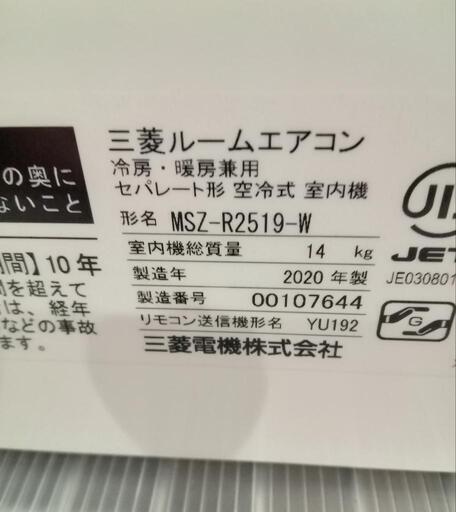 三菱ルームエアコン
冷房・暖房兼用
セパレート形 空冷式 室内機
形名 MSZ-R2519-W
室内機総質量 14 kg
製造年 2020 年製
製造番号 00107644
リモコン送信機形名 YU192
三菱電機株式会社
の奥に
ないこと
間】10年
を超えて
は、経年
などの事故
ます。
JIS
JET
JE030801
G